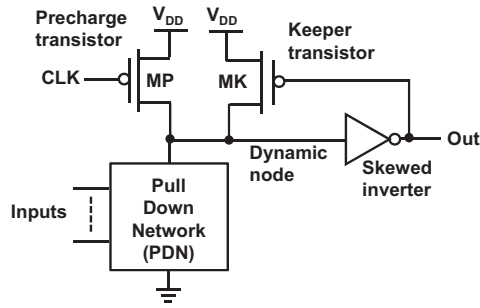 Precharge
transistor
V_DD
V_DD
Keeper
transistor
CLK
MP
MK
Out
Dynamic
node
Skewed
inverter
Inputs
Pull
Down
Network
(PDN)